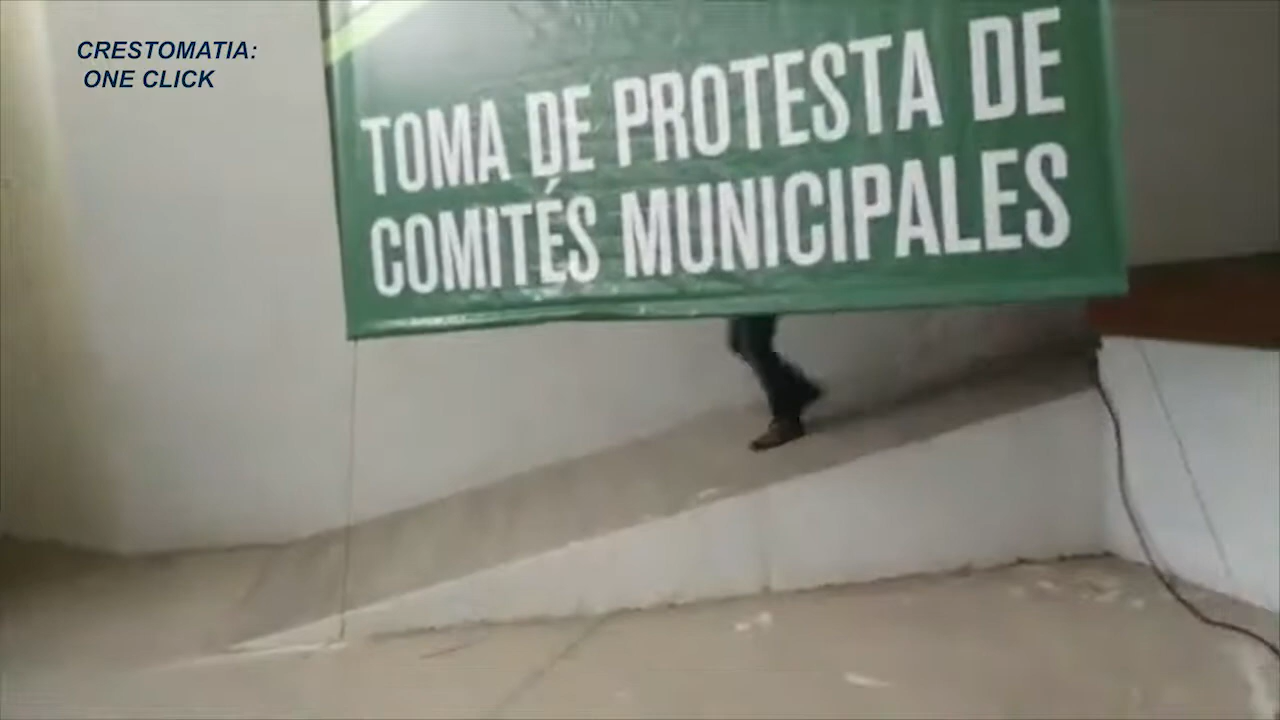 CRESTOMATIA:
ONE CLICK
TOMA DE PROTESTA DE
COMITÉS MUNICIPALES